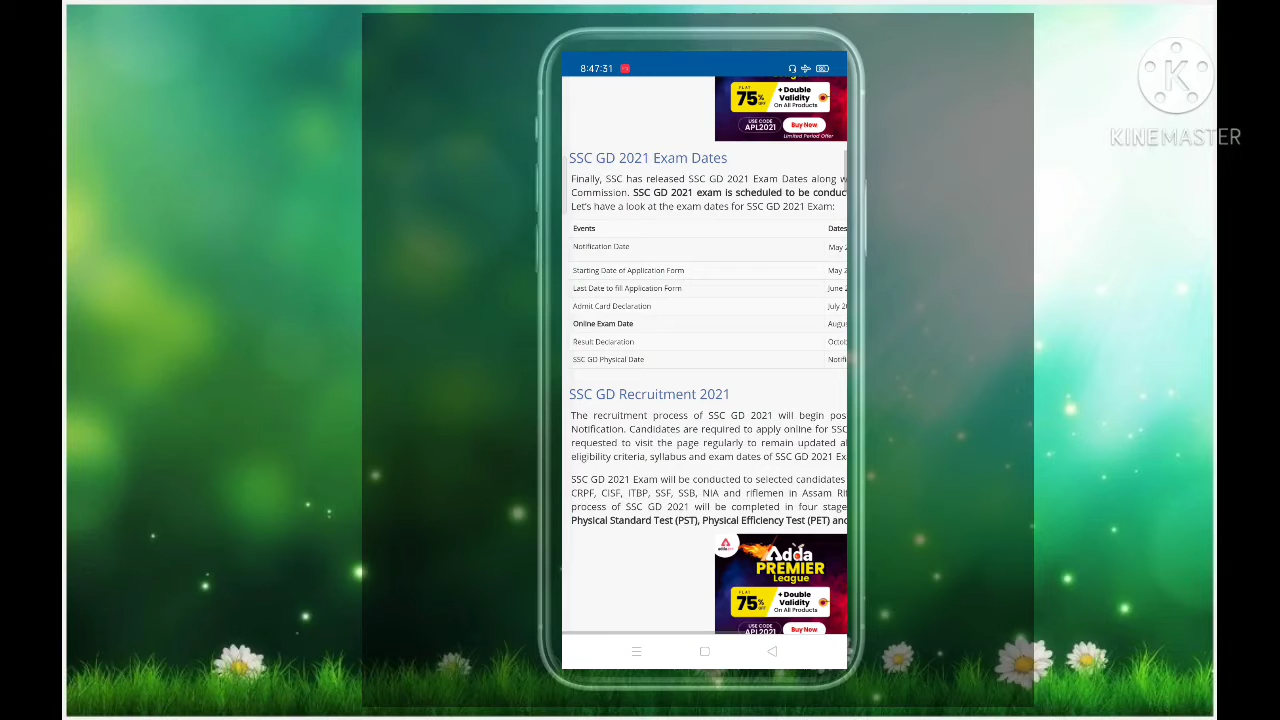 8:47:31
FLAT
75% OFF
+ Double
Validity
On All Products
USE CODE
APL2021
Buy Now
Limited Period Offer
SSC GD 2021 Exam Dates
Finally, SSC has released SSC GD 2021 Exam Dates along
Commission. SSC GD 2021 exam is scheduled to be
Let's have a look at the exam dates for SSC GD 2021 Exam:
Events Dates
Notification Date May
Starting Date of Application Form May
Last Date to fill Application Form June
Admit Card Declaration July
Online Exam Date
Result Declaration
SSC GD Physical Date
SSC GD Recruitment 2021
The recruitment process of SSC GD 2021 will begin
Notification. Candidates are required to apply online for SSC
requested to visit the page regularly to remain updated
eligibility criteria, syllabus and exam dates of SSC GD 2021
SSC GD 2021 Exam will be conducted to selected candidates
CRPF, CISF, ITBP, SSF, SSB, NIA and riflemen in Assam
process of SSC GD 2021 will be completed in four
Physical Standard Test (PST), Physical Efficiency Test (PET) and
Adda
PREMIER
League
FLAT
75% OFF
+ Double
Validity
On All Products
USE CODE
APL2021
Buy Now
K
KINEMASTER